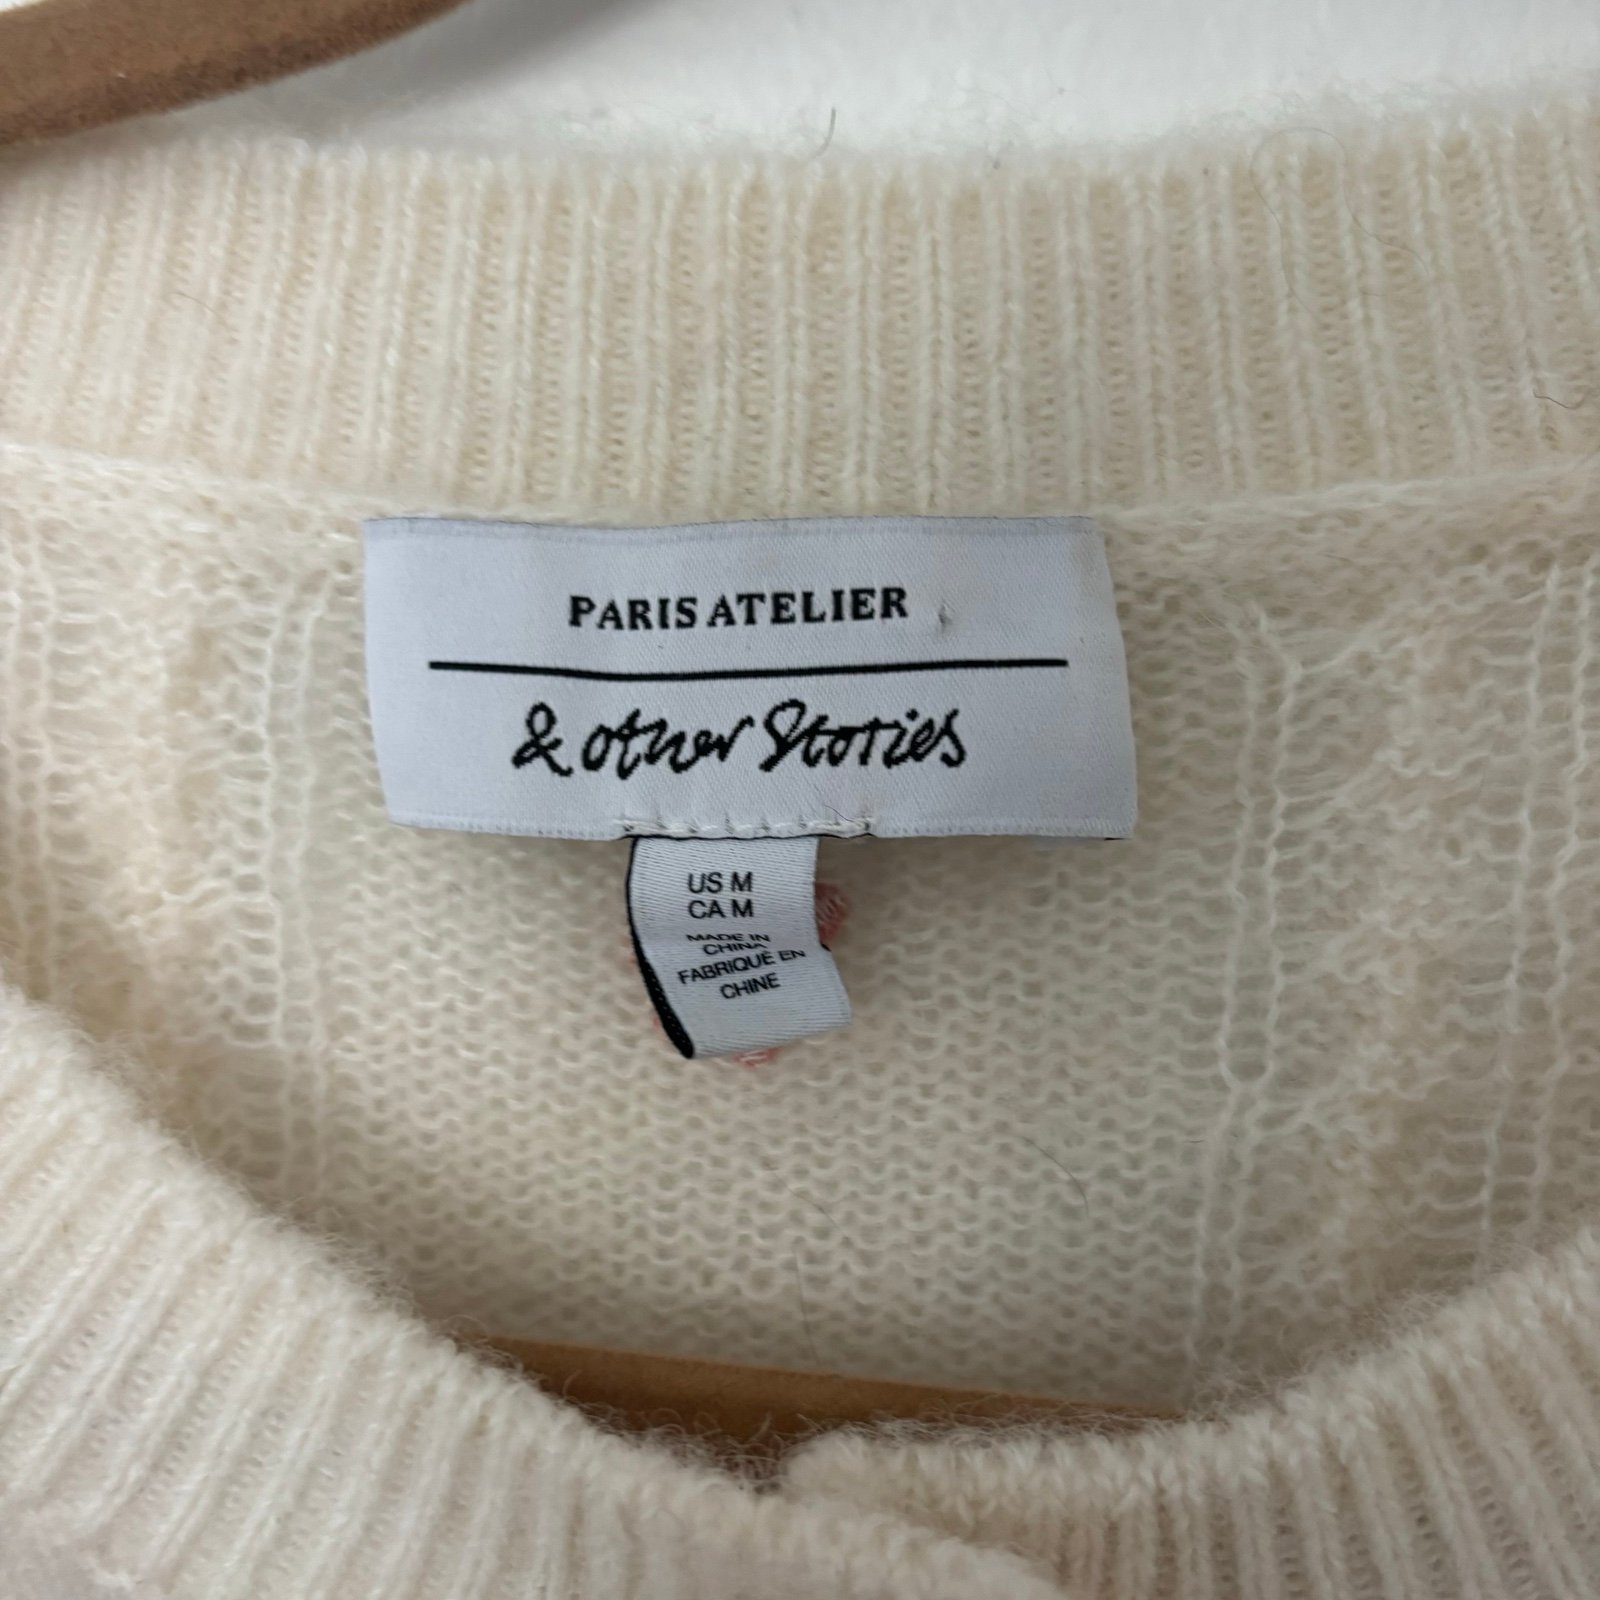 PARIS ATELIER
& other Stories
US M
CA M
MADE IN
CHINA
FABRIQUÉ EN
CHINE